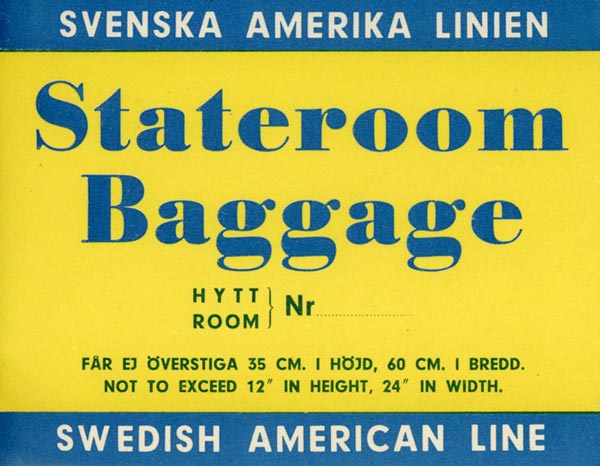 SVENSKA AMERIKA LINIEN
Stateroom
Baggage
HYTT
ROOM } Nr
FÅR EJ ÖVERSTIGA 35 CM. I HÖJD, 60 CM. I BREDD.
NOT TO EXCEED 12″ IN HEIGHT, 24″ IN WIDTH.
SWEDISH AMERICAN LINE